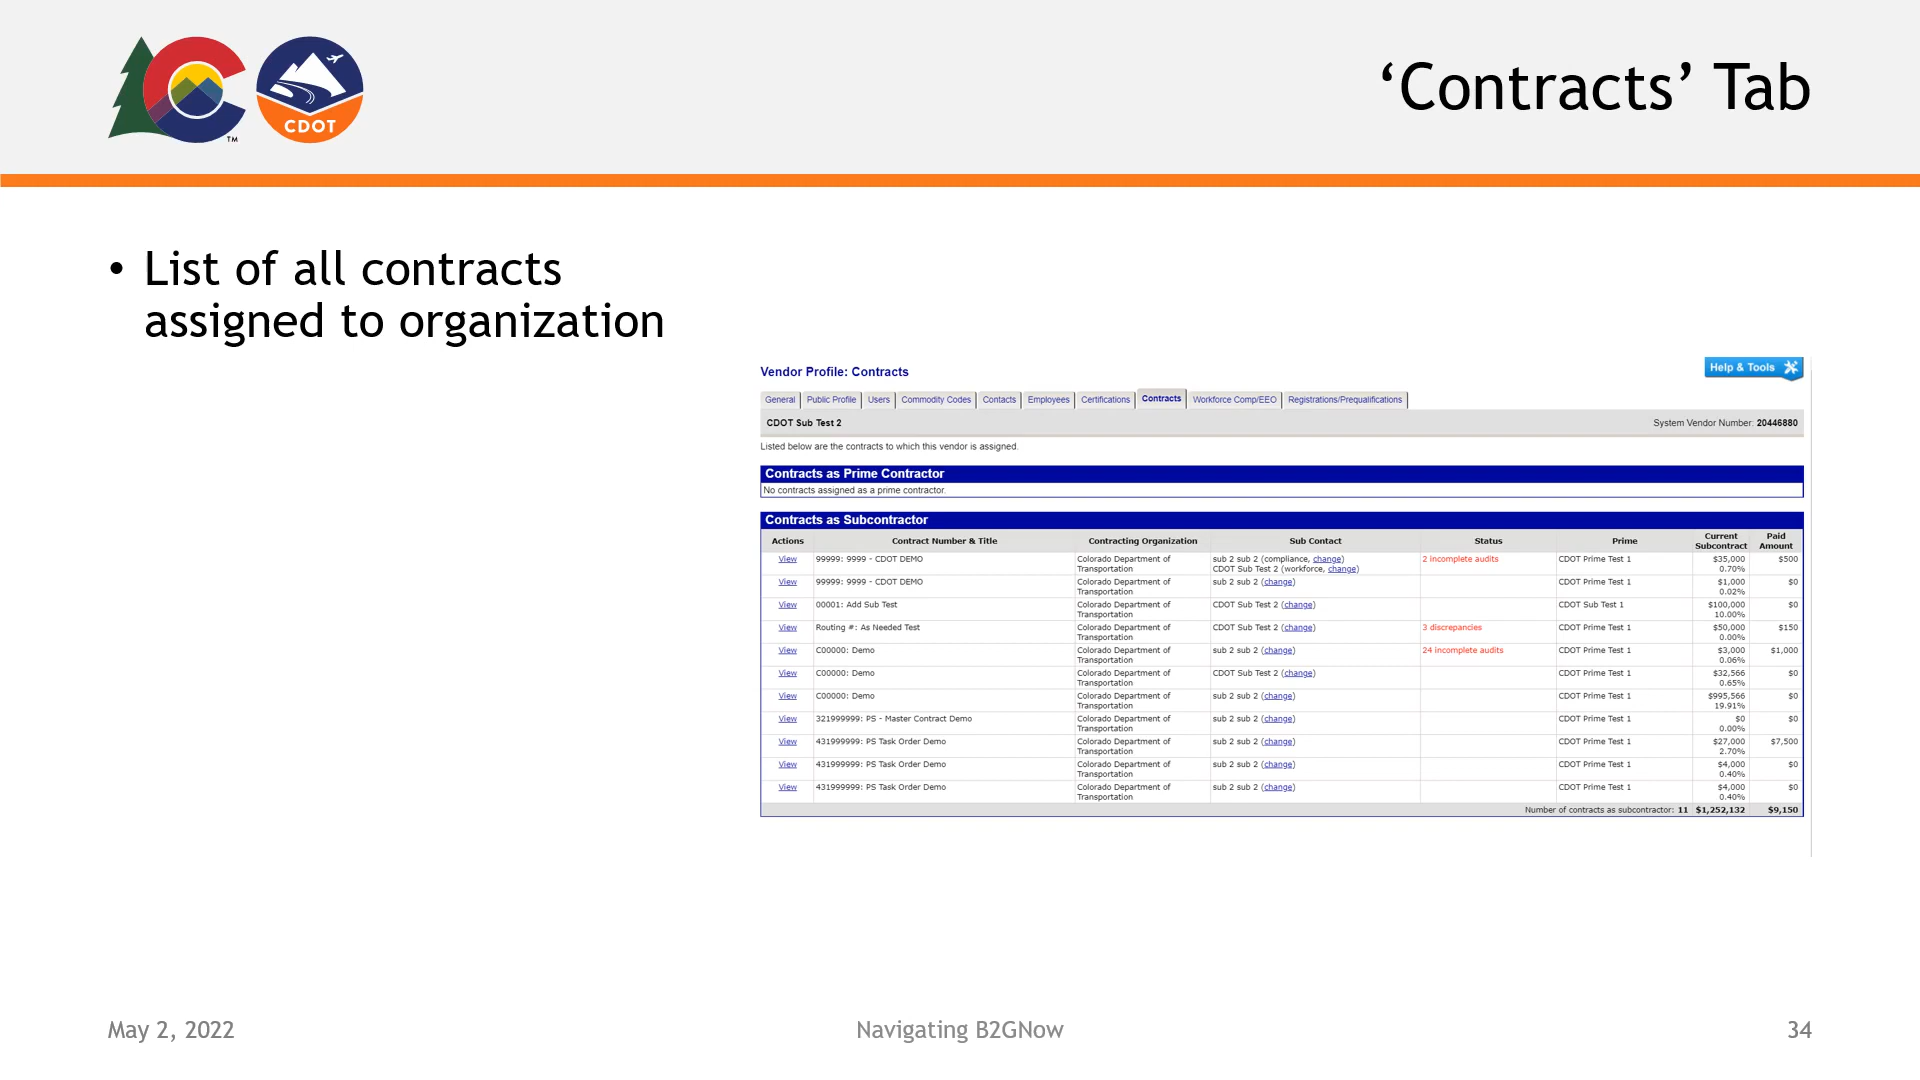 TM
CDOT
‘Contracts’ Tab
• List of all contracts
assigned to organization
Vendor Profile: Contracts
Help & Tools
General Public Profile Users Commodity Codes Contacts Employees Certifications Contracts Workforce Comp/EEO Registrations/Prequalifications
CDOT Sub Test 2 System Vendor Number: 20446880
Listed below are the contracts to which this vendor is assigned.
Contracts as Prime Contractor
No contracts assigned as a prime contractor.
Contracts as Subcontractor
Actions Contract Number & Title Contracting Organization Sub Contact Status Prime Current Subcontract Paid Amount
View 99999: 9999 - CDOT DEMO Colorado Department of sub 2 sub 2 (compliance, change) 2 incomplete audits CDOT Prime Test 1 $35,000 $500
Transportation CDOT Sub Test 2 (workforce, change) 0.70%
View 99999: 9999 - CDOT DEMO Colorado Department of sub 2 sub 2 (change) CDOT Prime Test 1 $1,000 $0
Transportation 0.02%
View 00001: Add Sub Test Colorado Department of CDOT Sub Test 2 (change) CDOT Sub Test 1 $100,000 $0
Transportation 10.00%
View Routing #: As Needed Test Colorado Department of CDOT Sub Test 2 (change) 3 discrepancies CDOT Prime Test 1 $50,000 $150
Transportation 0.00%
View C00000: Demo Colorado Department of sub 2 sub 2 (change) 24 incomplete audits CDOT Prime Test 1 $3,000 $1,000
Transportation 0.06%
View C00000: Demo Colorado Department of CDOT Sub Test 2 (change) CDOT Prime Test 1 $32,566 $0
Transportation 0.65%
View C00000: Demo Colorado Department of sub 2 sub 2 (change) CDOT Prime Test 1 $995,566 $0
Transportation 19.91%
View 321999999: PS - Master Contract Demo Colorado Department of sub 2 sub 2 (change) CDOT Prime Test 1 $0 $0
Transportation 0.00%
View 431999999: PS Task Order Demo Colorado Department of sub 2 sub 2 (change) CDOT Prime Test 1 $27,000 $7,500
Transportation 2.70%
View 431999999: PS Task Order Demo Colorado Department of sub 2 sub 2 (change) CDOT Prime Test 1 $4,000 $0
Transportation 0.40%
View 431999999: PS Task Order Demo Colorado Department of sub 2 sub 2 (change) CDOT Prime Test 1 $4,000 $0
Transportation 0.40%
Number of contracts as subcontractor: 11 $1,252,132 $9,150
May 2, 2022 Navigating B2GNow 34